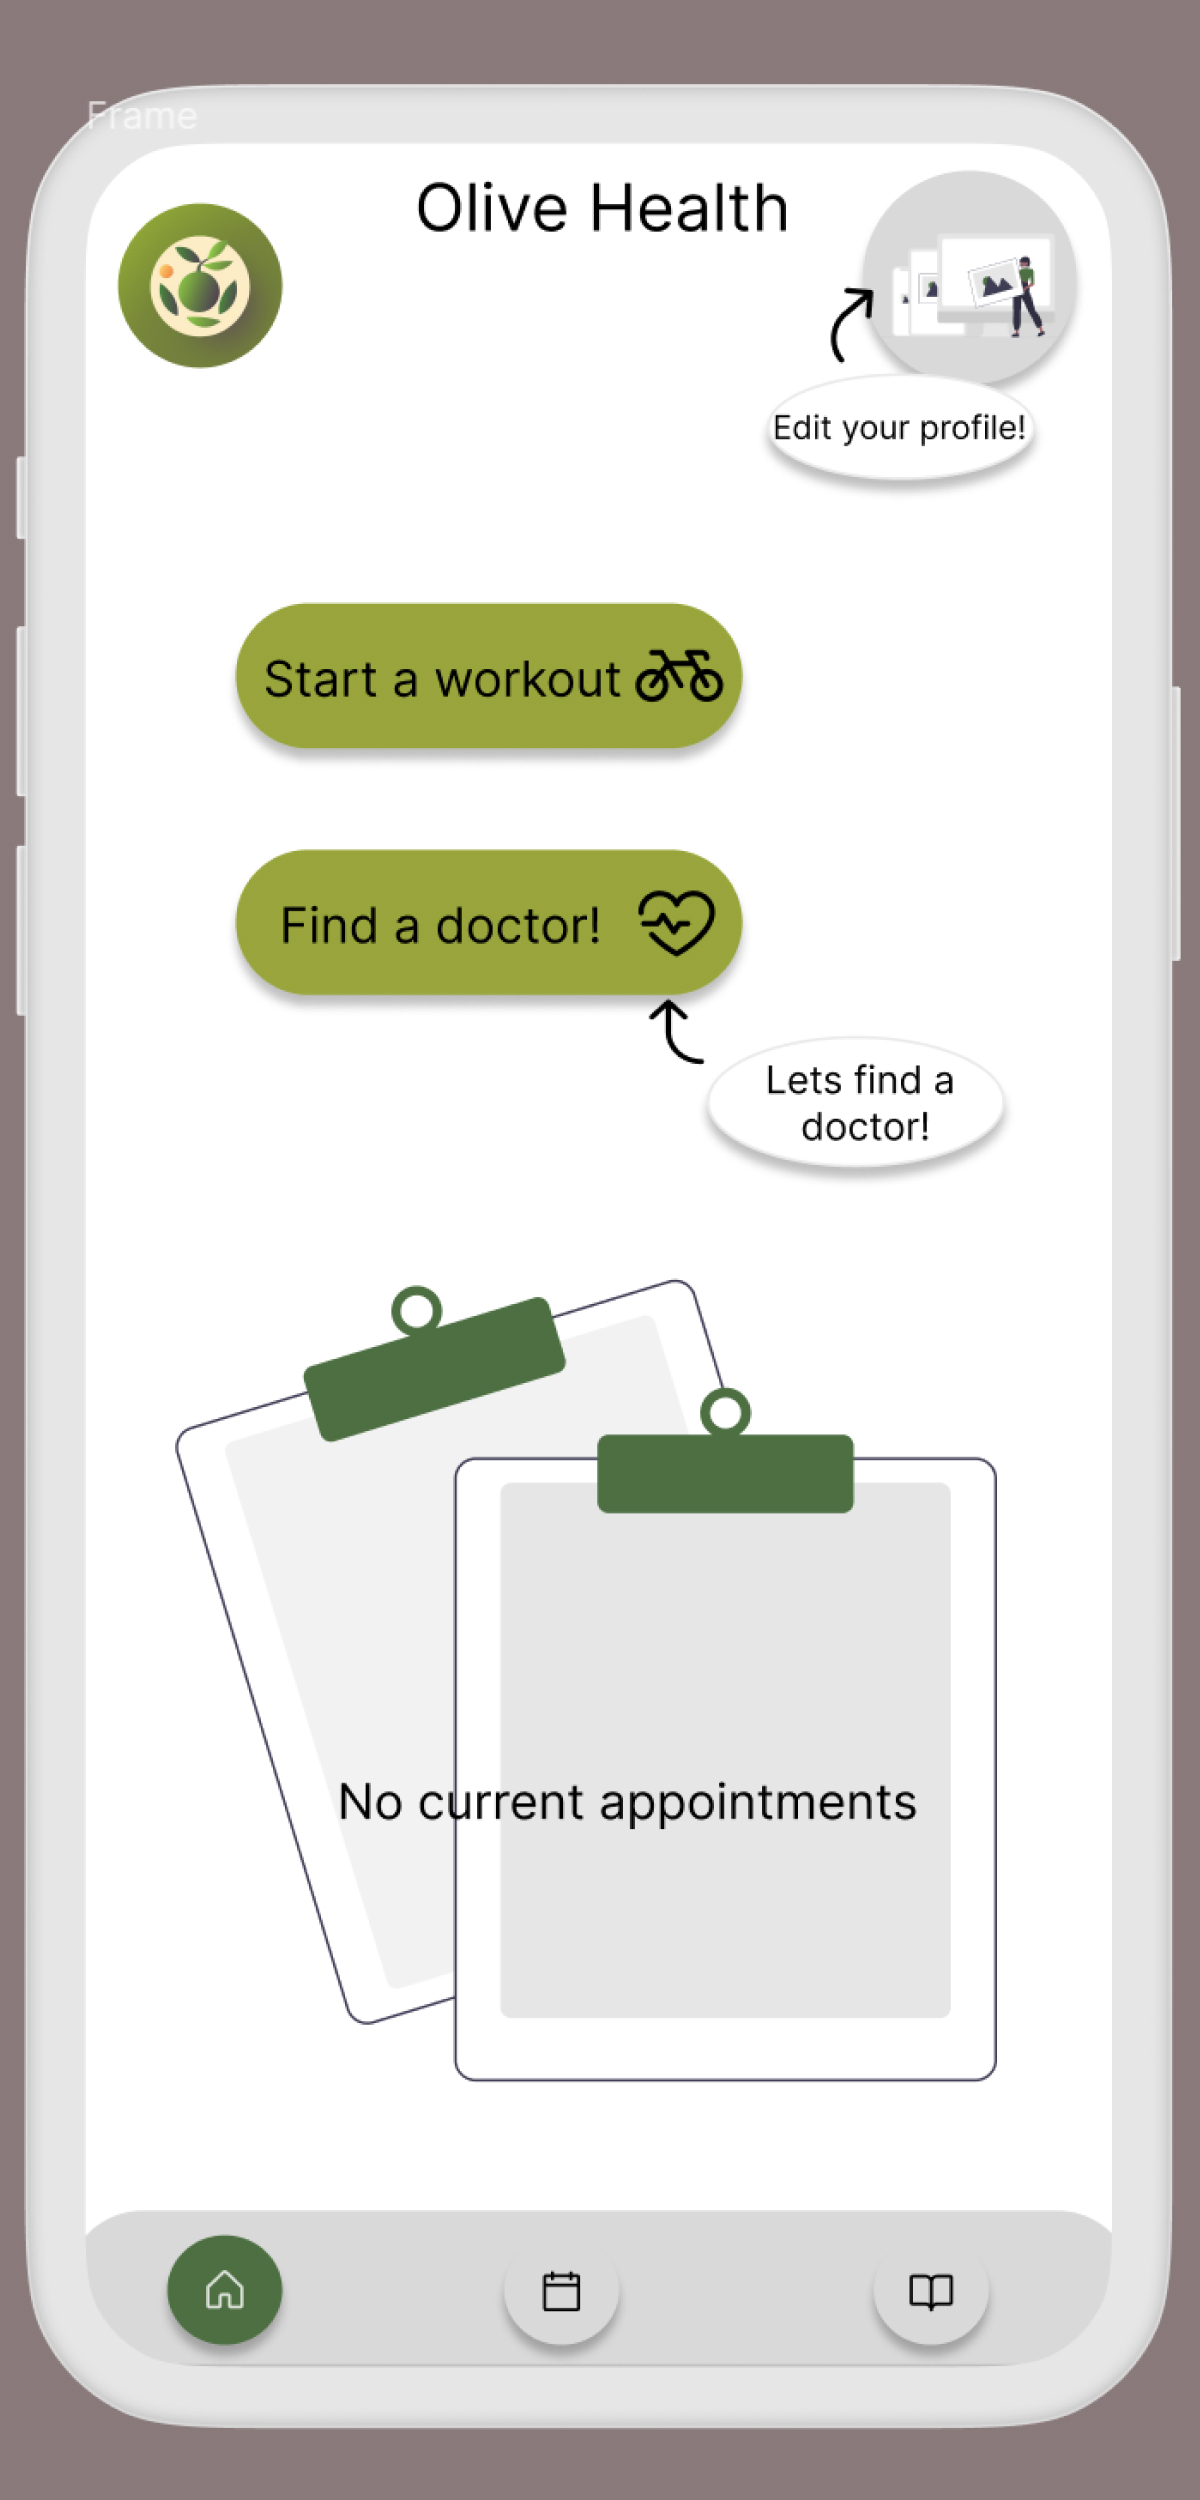 Frame
Olive Health
Edit your profile!
Start a workout
Find a doctor!
Lets find a
doctor!
No current appointments